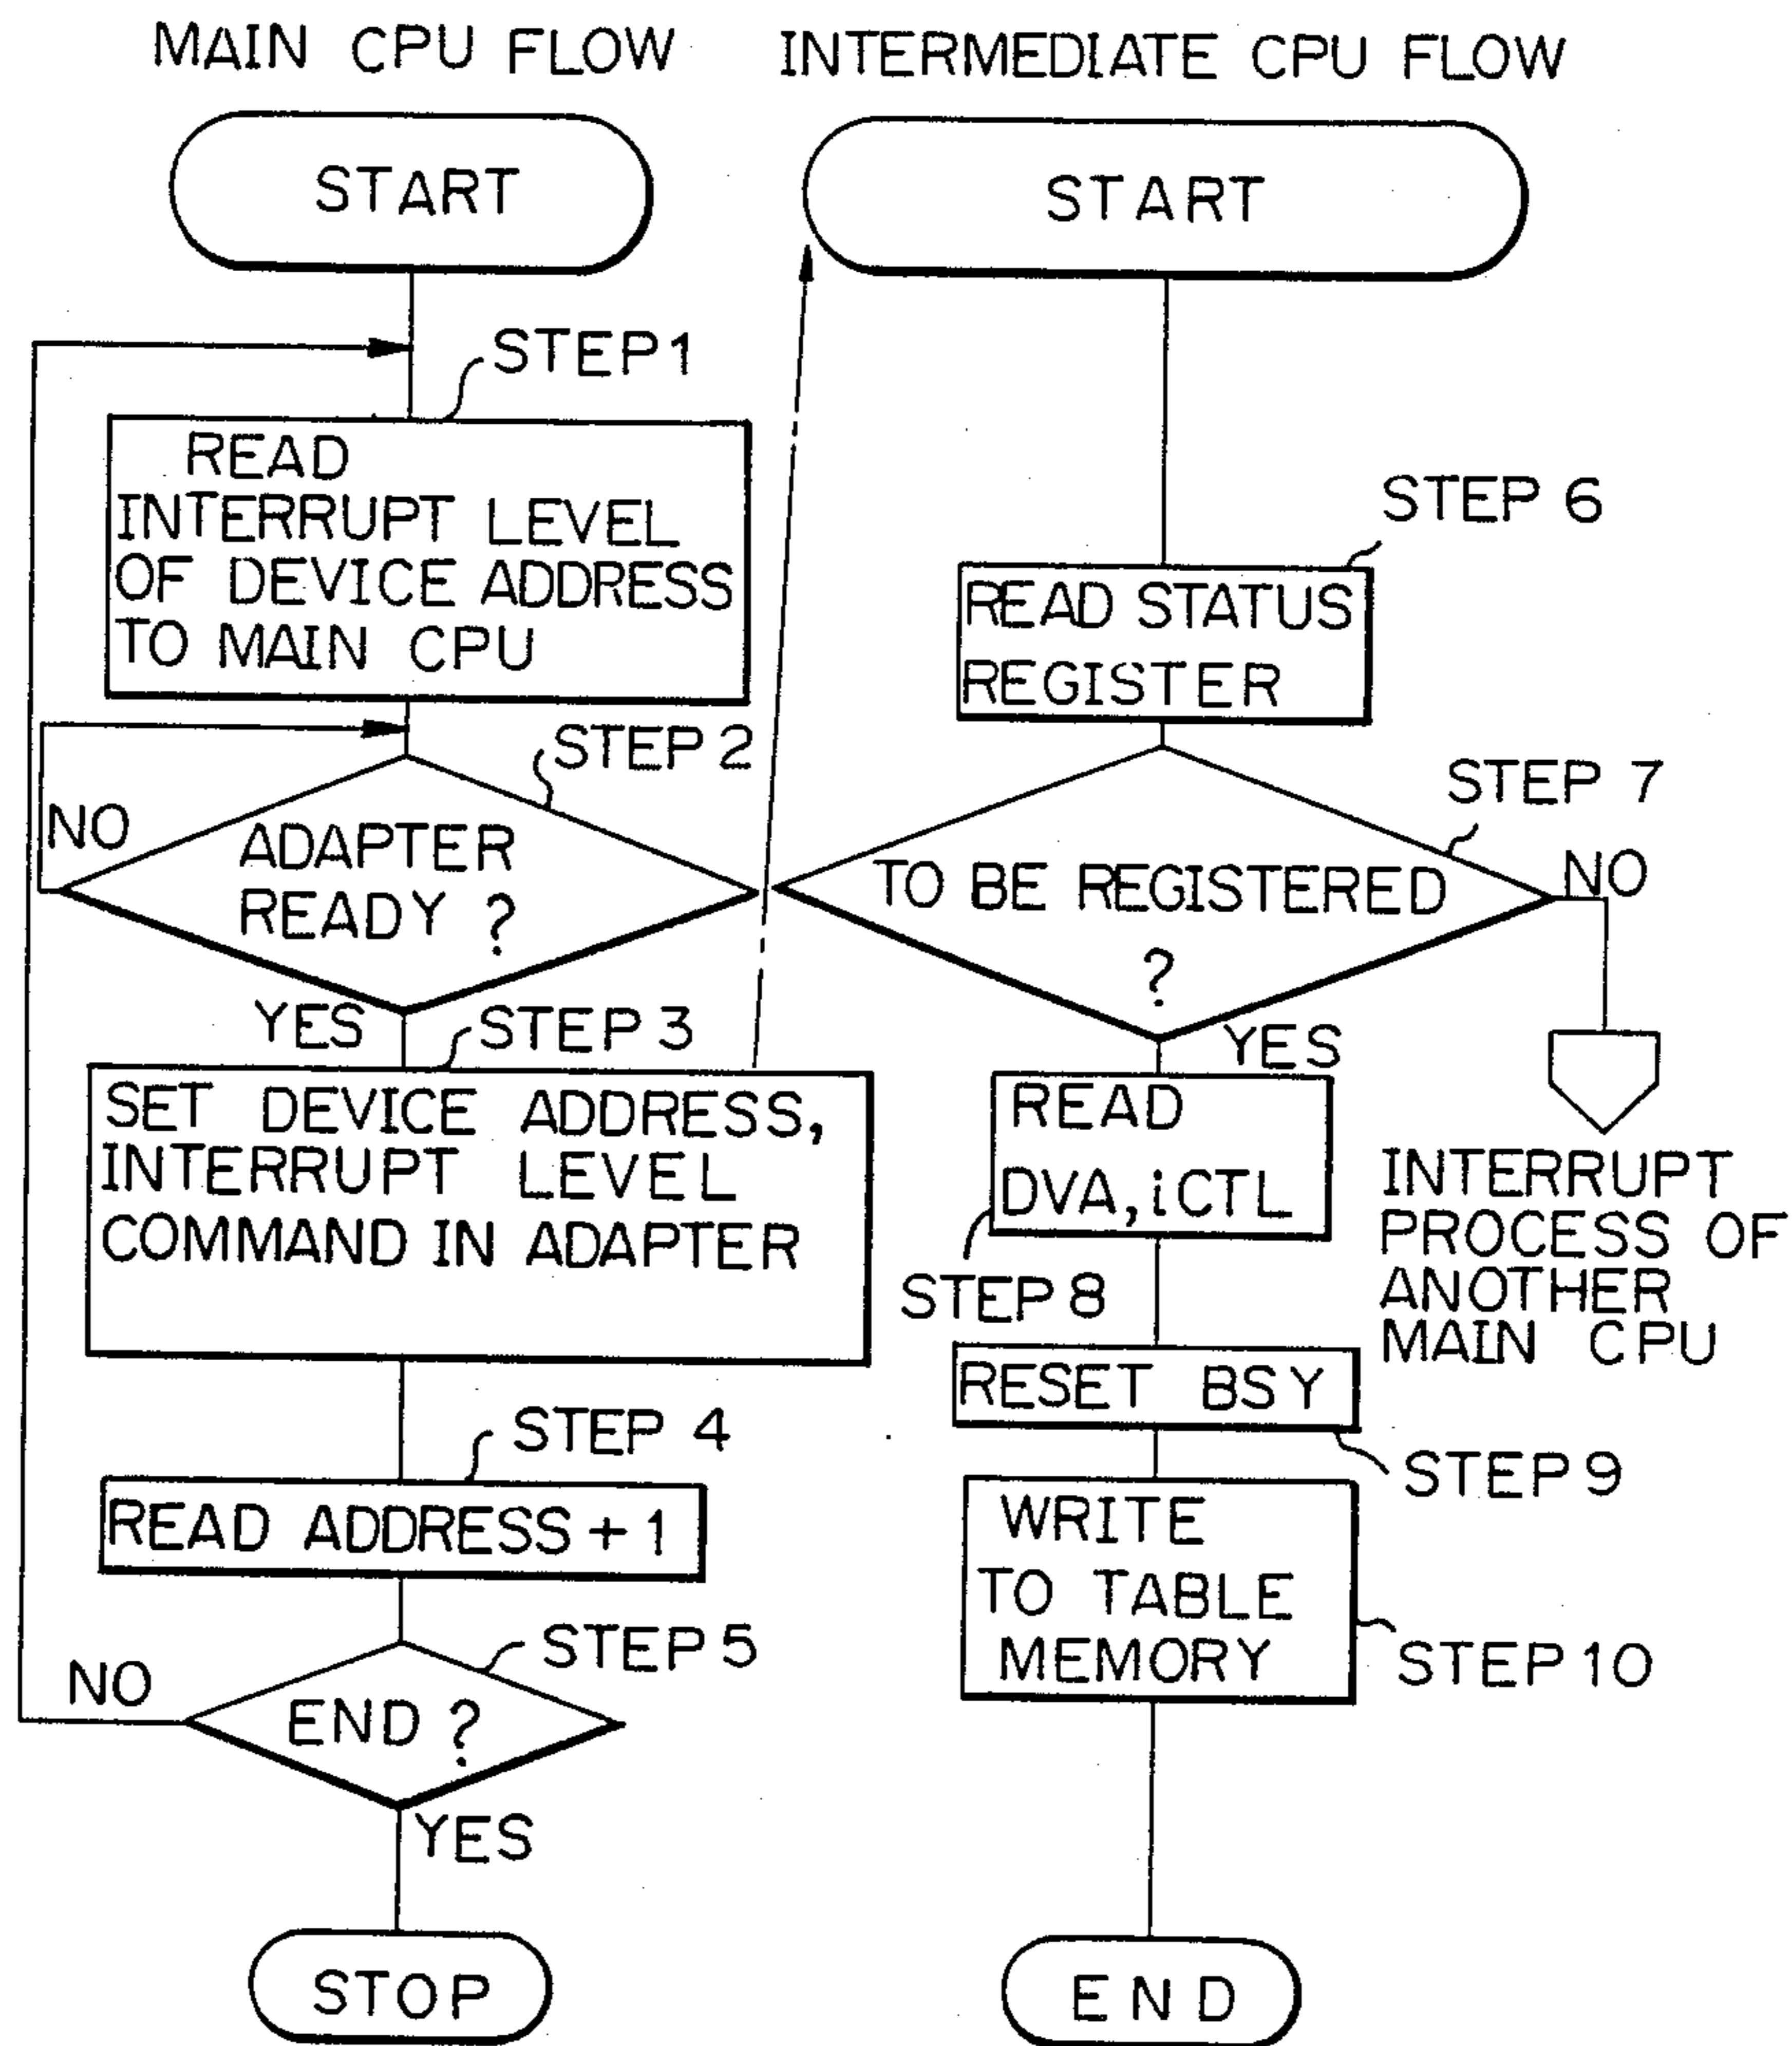 MAIN CPU FLOW
START
STEP 1
READ
INTERRUPT LEVEL
OF DEVICE ADDRESS
TO MAIN CPU
STEP 2
NO
ADAPTER
READY ?
YES
STEP 3
SET DEVICE ADDRESS,
INTERRUPT LEVEL
COMMAND IN ADAPTER
STEP 4
READ ADDRESS + 1
STEP 5
NO
END ?
YES
STOP
INTERMEDIATE CPU FLOW
START
STEP 6
READ STATUS
REGISTER
STEP 7
TO BE REGISTERED
?
NO
YES
READ
DVA, iCTL
STEP 8
INTERRUPT
PROCESS OF
ANOTHER
MAIN CPU
RESET BSY
STEP 9
WRITE
TO TABLE
MEMORY
STEP 10
END